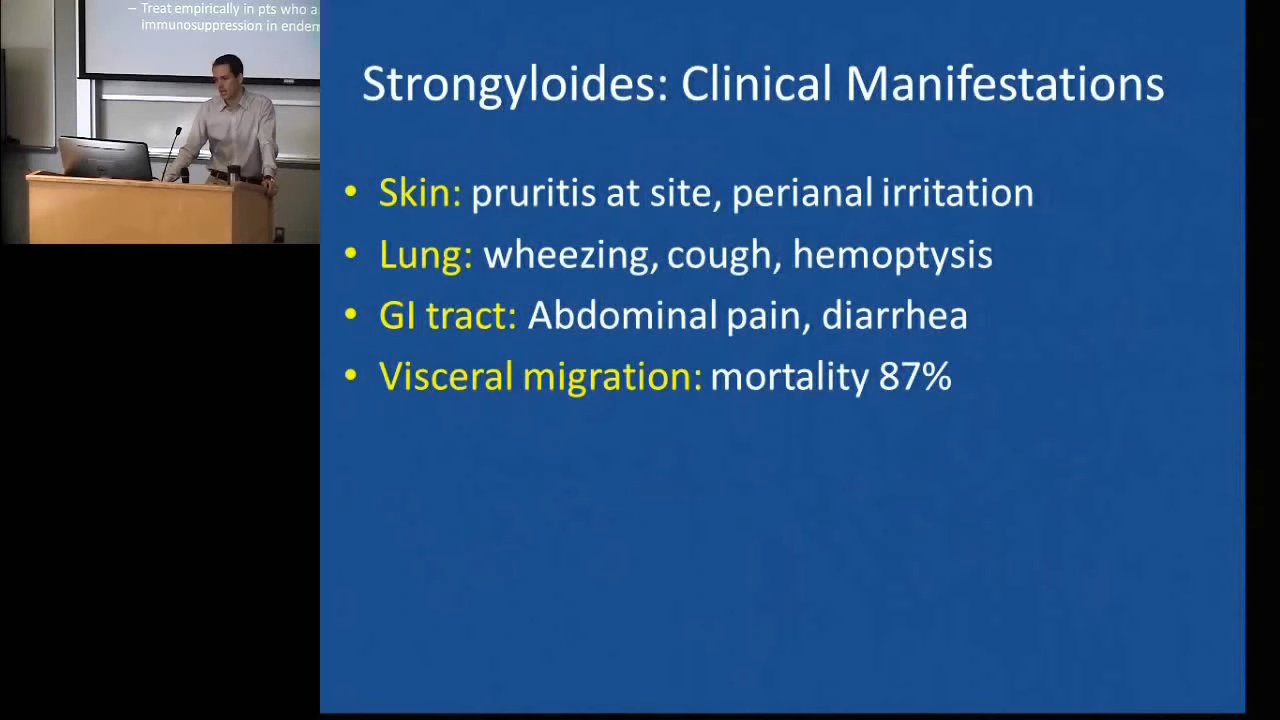 – Treat empirically in pts who a
immunosuppression in endem
Strongyloides: Clinical Manifestations
• Skin: pruritis at site, perianal irritation
• Lung: wheezing, cough, hemoptysis
• GI tract: Abdominal pain, diarrhea
• Visceral migration: mortality 87%